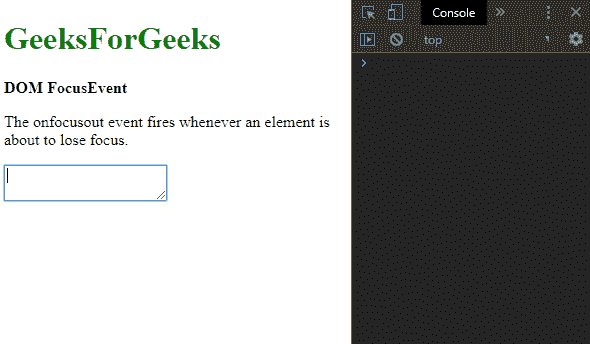 GeeksForGeeks
DOM FocusEvent
The onfocusout event fires whenever an element is
about to lose focus.
Console
top